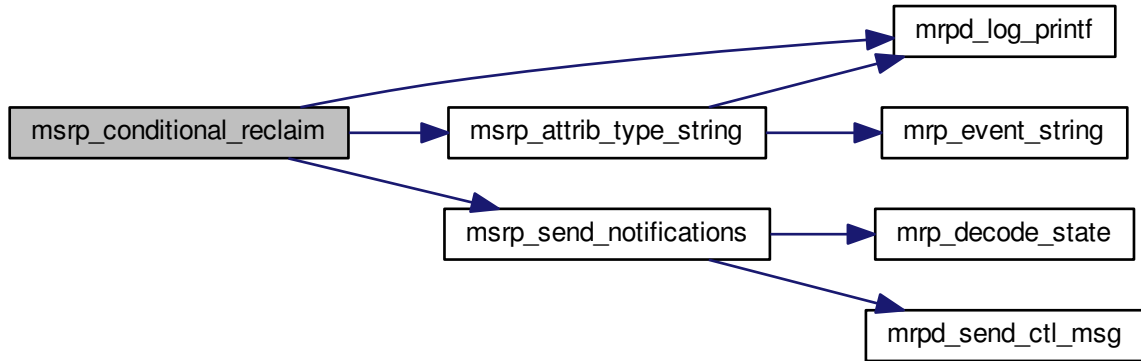 mrpd_log_printf
msrp_conditional_reclaim
msrp_attrib_type_string
mrp_event_string
msrp_send_notifications
mrp_decode_state
mrpd_send_ctl_msg